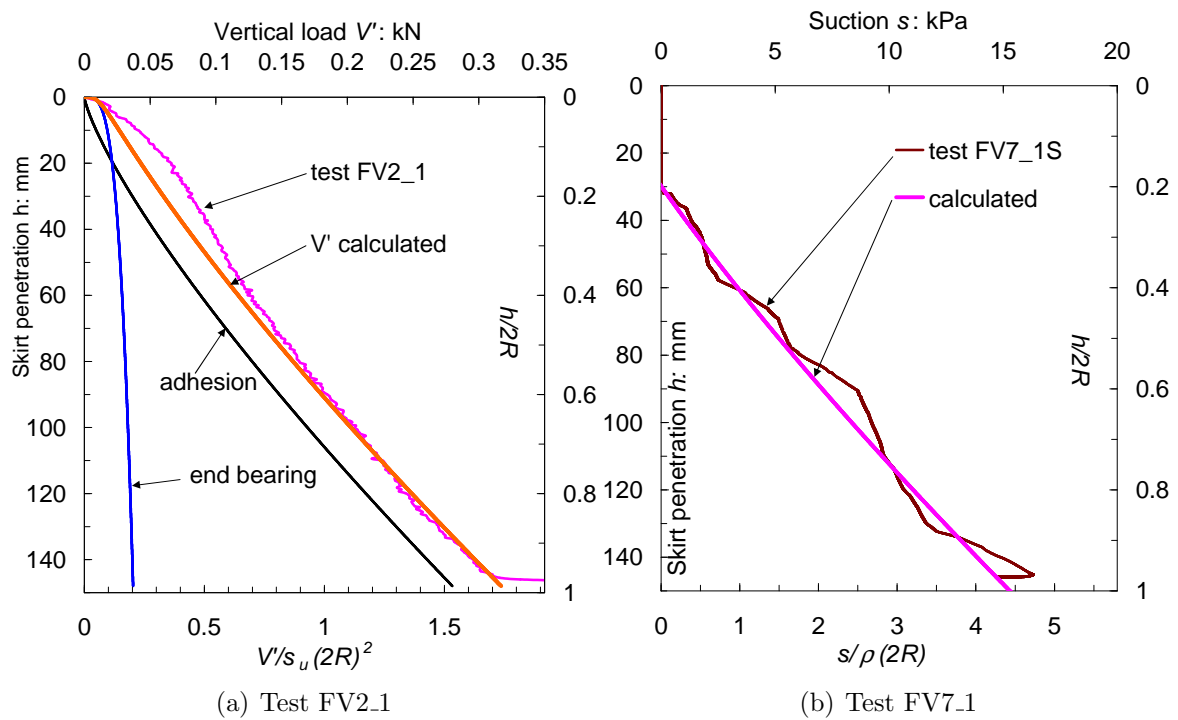 Vertical load V': kN
0 0.05 0.1 0.15 0.2 0.25 0.3 0.35
0
20
40
60
80
100
120
140
Skirt penetration h: mm
test FV2_1
V' calculated
adhesion
end bearing
0
0.2
0.4
0.6
0.8
1
h/2R
0 0.5 1 1.5
V'/s_u (2R)^2
(a) Test FV2_1
Suction s: kPa
0 5 10 15 20
0
20
40
60
80
100
120
140
Skirt penetration h: mm
test FV7_1S
calculated
0
0.2
0.4
0.6
0.8
1
h/2R
0 1 2 3 4 5
s/ρ (2R)
(b) Test FV7_1